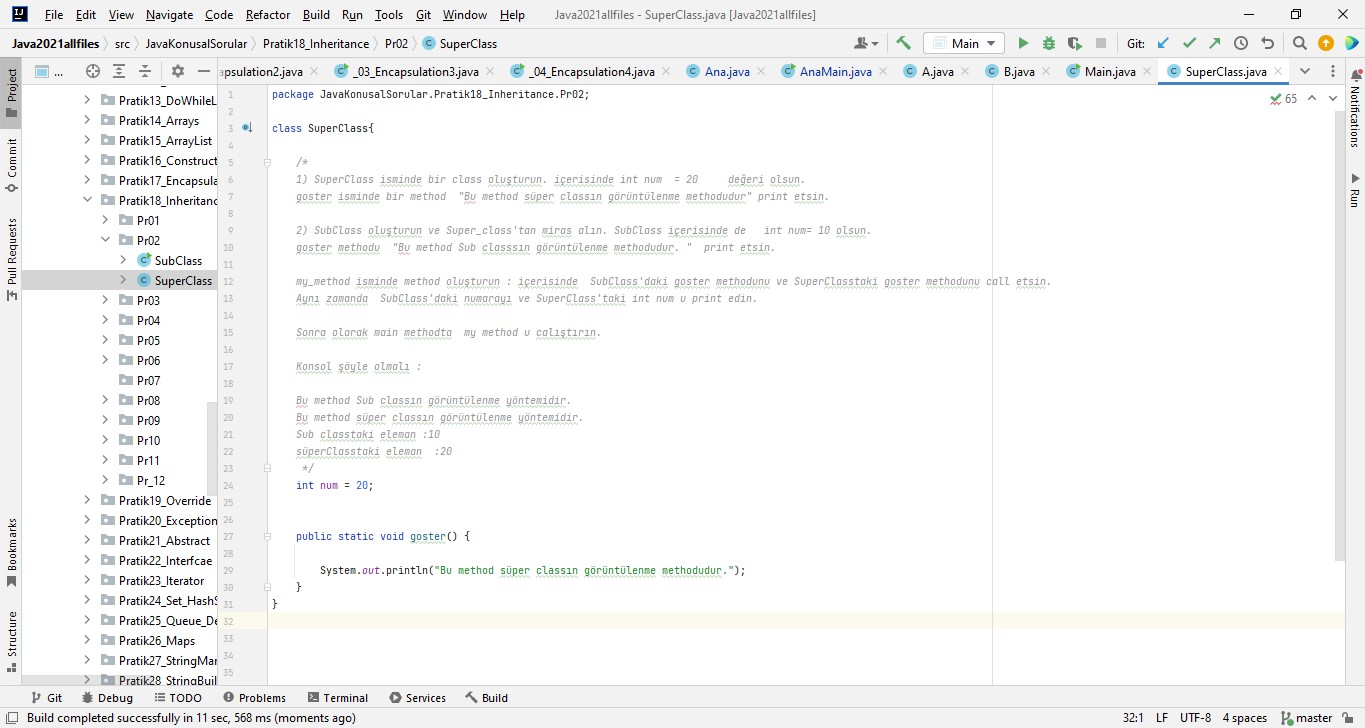 File Edit View Navigate Code Refactor Build Run Tools Git Window Help Java2021allfiles - SuperClass.java [Java2021allfiles]
Java2021allfiles src JavaKonusalSorular Pratik18_Inheritance Pr02 SuperClass Main Git:
Project
Commit
Pull Requests
Bookmarks
Structure
...
psulation2.java _03_Encapsulation3.java _04_Encapsulation4.java Ana.java AnaMain.java A.java B.java Main.java SuperClass.java
Pratik13_DoWhileL
Pratik14_Arrays
Pratik15_ArrayList
Pratik16_Construct
Pratik17_Encapsula
Pratik18_Inheritanc
Pr01
Pr02
SubClass
SuperClass
Pr03
Pr04
Pr05
Pr06
Pr07
Pr08
Pr09
Pr10
Pr11
Pr_12
Pratik19_Override
Pratik20_Exception
Pratik21_Abstract
Pratik22_Interfcae
Pratik23_Iterator
Pratik24_Set_HashS
Pratik25_Queue_De
Pratik26_Maps
Pratik27_StringMar
Pratik28_StringBuil
65
1 package JavaKonusalSorular.Pratik18_Inheritance.Pr02;
2
3 class SuperClass{
4
5 /*
6 1) SuperClass isminde bir class oluşturun. içerisinde int num = 20 değeri olsun.
7 goster isminde bir method "Bu method süper classın görüntülenme methodudur" print etsin.
8
9 2) SubClass oluşturun ve Super_class'tan miras alın. SubClass içerisinde de int num= 10 olsun.
10 goster methodu "Bu method Sub classsın görüntülenme methodudur. " print etsin.
11
12 my_method isminde method oluşturun : içerisinde SubClass'daki goster methodunu ve SuperClasstaki goster methodunu call etsin.
13 Aynı zamanda SubClass'daki numarayı ve SuperClass'taki int num u print edin.
14
15 Sonra olarak main methodta my method u calıştırın.
16
17 Konsol şöyle olmalı :
18
19 Bu method Sub classın görüntülenme yöntemidir.
20 Bu method süper classın görüntülenme yöntemidir.
21 Sub classtaki eleman :10
22 süperClasstaki eleman :20
23 */
24 int num = 20;
25
26
27 public static void goster() {
28
29 System.out.println("Bu method süper classın görüntülenme methodudur.");
30 }
31 }
32
33
34
35
Notifications
Run
Git Debug TODO Problems Terminal Services Build
Build completed successfully in 11 sec, 568 ms (moments ago) 32:1 LF UTF-8 4 spaces master